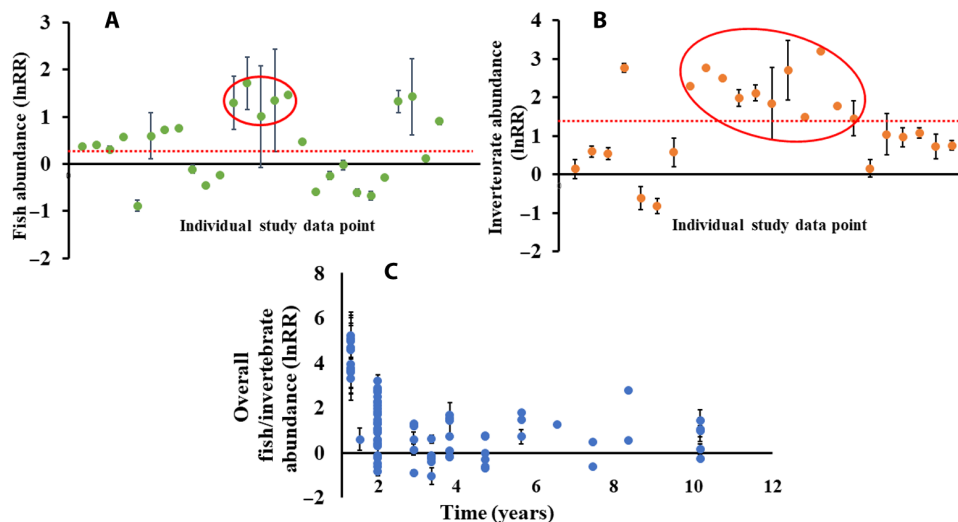 A
Fish abundance (lnRR)
3
2
1
0
−1
−2
Individual study data point
B
Invertebrate abundance
(lnRR)
4
3
2
1
0
−1
−2
Individual study data point
C
Overall
fish/invertebrate
abundance (lnRR)
8
6
4
2
0
−2
2 4 6 8 10 12
Time (years)